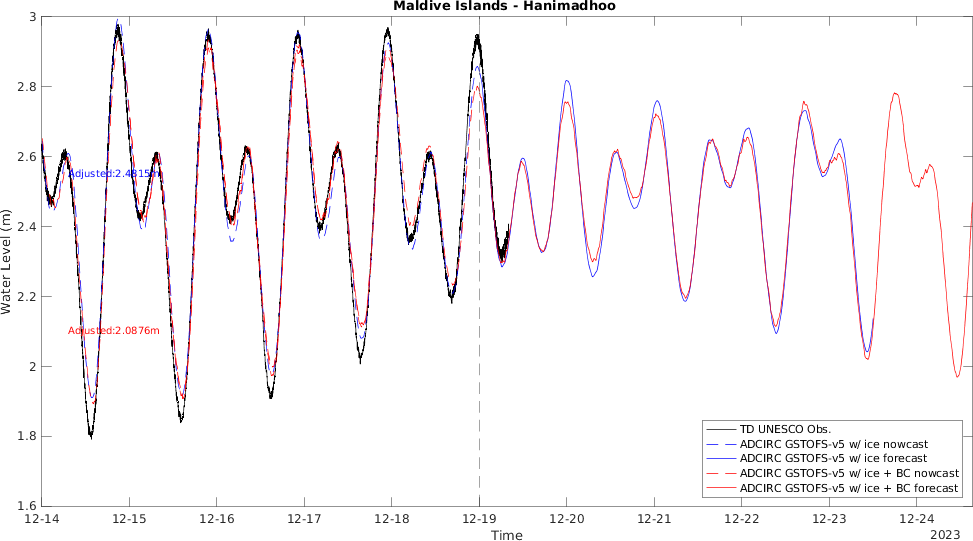 Maldive Islands - Hanimadhoo
Water Level (m)
3
2.8
2.6
2.4
2.2
2
1.8
1.6
Adjusted:2.4815m
Adjusted:2.0876m
TD UNESCO Obs.
ADCIRC GSTOFS-v5 w/ ice nowcast
ADCIRC GSTOFS-v5 w/ ice forecast
ADCIRC GSTOFS-v5 w/ ice + BC nowcast
ADCIRC GSTOFS-v5 w/ ice + BC forecast
12-14 12-15 12-16 12-17 12-18 12-19 12-20 12-21 12-22 12-23 12-24
Time
2023